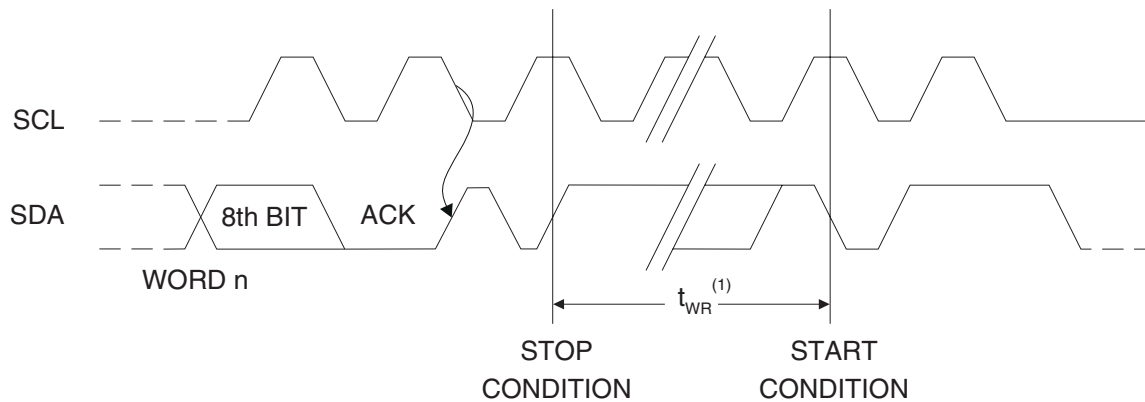 SCL
SDA
8th BIT
ACK
WORD n
tWR(1)
STOP
CONDITION
START
CONDITION